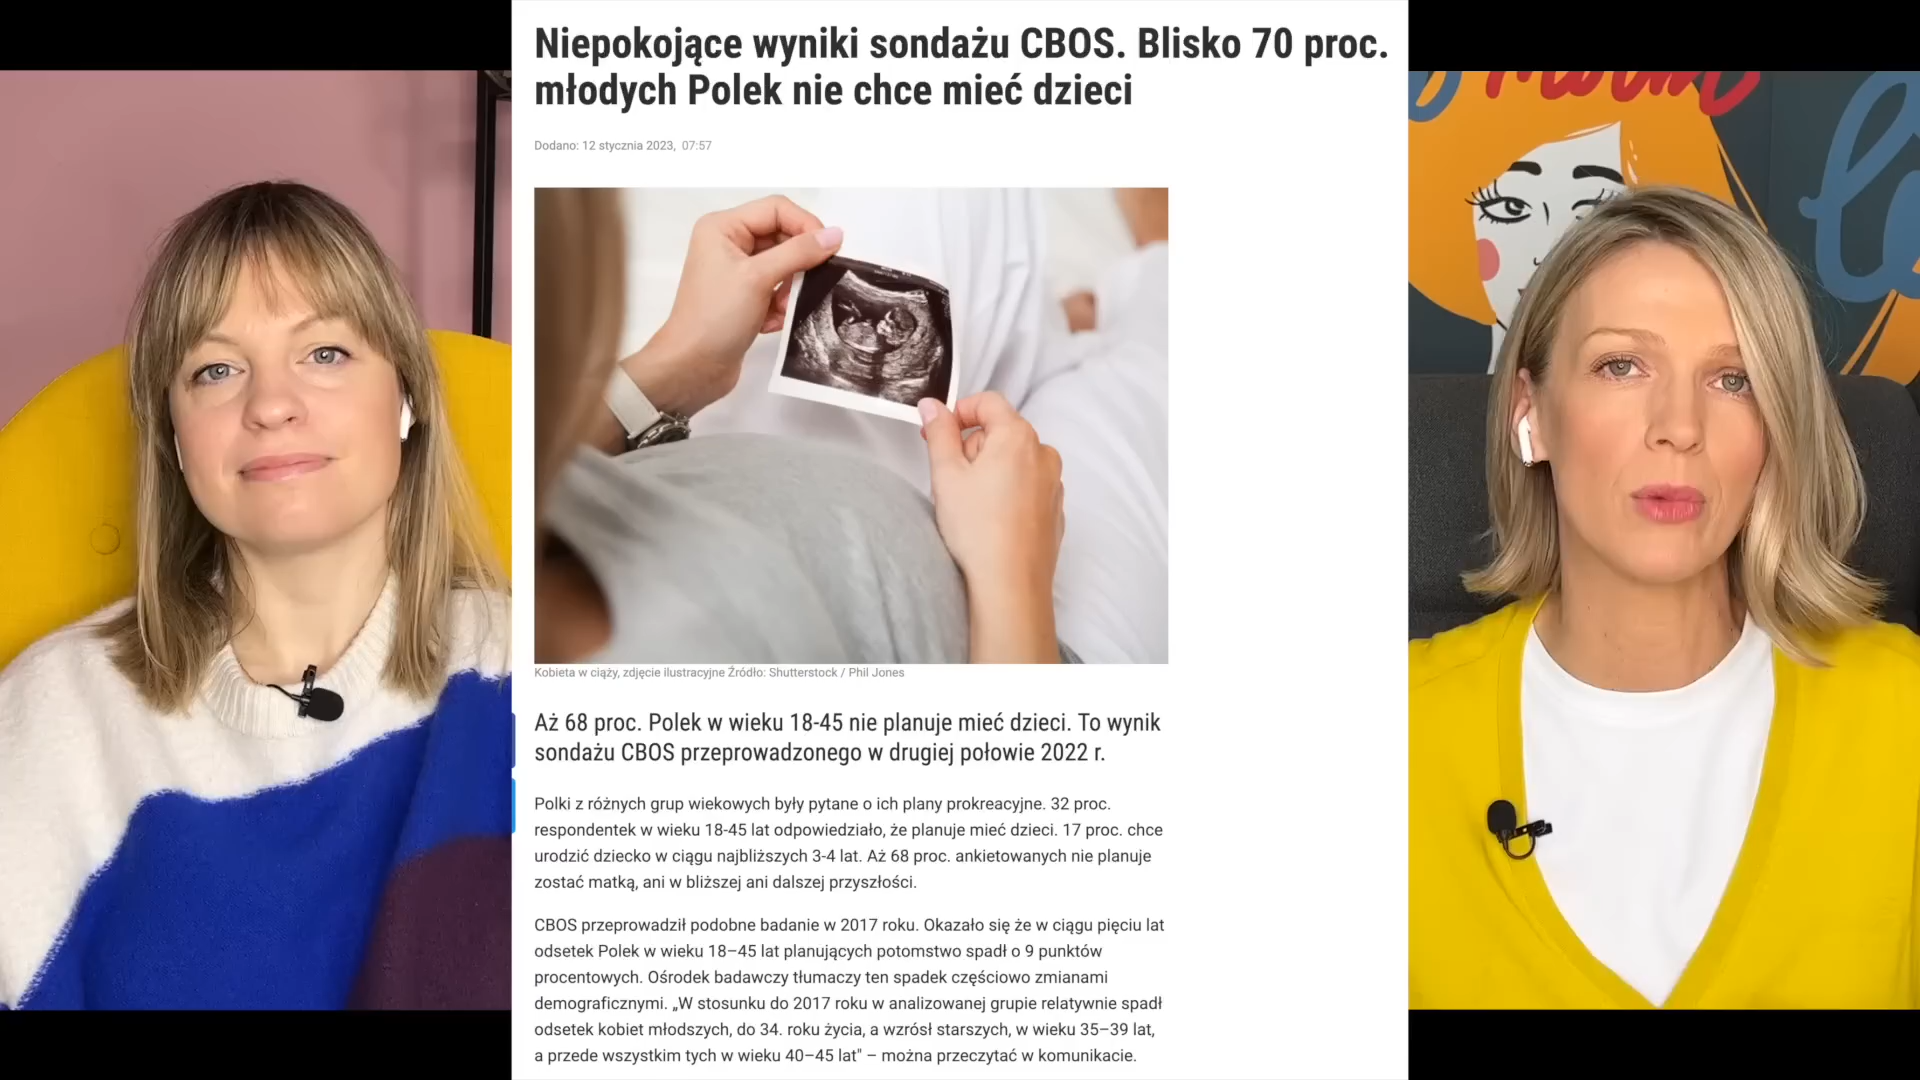 Niepokojące wyniki sondażu CBOS. Blisko 70 proc.
młodych Polek nie chce mieć dzieci
Dodano: 12 stycznia 2023, 07:57
Kobieta w ciąży, zdjęcie ilustracyjne Źródło: Shutterstock / Phil Jones
Aż 68 proc. Polek w wieku 18-45 nie planuje mieć dzieci. To wynik
sondażu CBOS przeprowadzonego w drugiej połowie 2022 r.
Polki z różnych grup wiekowych były pytane o ich plany prokreacyjne. 32 proc.
respondentek w wieku 18-45 lat odpowiedziało, że planuje mieć dzieci. 17 proc. chce
urodzić dziecko w ciągu najbliższych 3-4 lat. Aż 68 proc. ankietowanych nie planuje
zostać matką, ani w bliższej ani dalszej przyszłości.
CBOS przeprowadził podobne badanie w 2017 roku. Okazało się że w ciągu pięciu lat
odsetek Polek w wieku 18–45 lat planujących potomstwo spadł o 9 punktów
procentowych. Ośrodek badawczy tłumaczy ten spadek częściowo zmianami
demograficznymi. „W stosunku do 2017 roku w analizowanej grupie relatywnie spadł
odsetek kobiet młodszych, do 34. roku życia, a wzrósł starszych, w wieku 35–39 lat,
a przede wszystkim tych w wieku 40–45 lat" – można przeczytać w komunikacie.